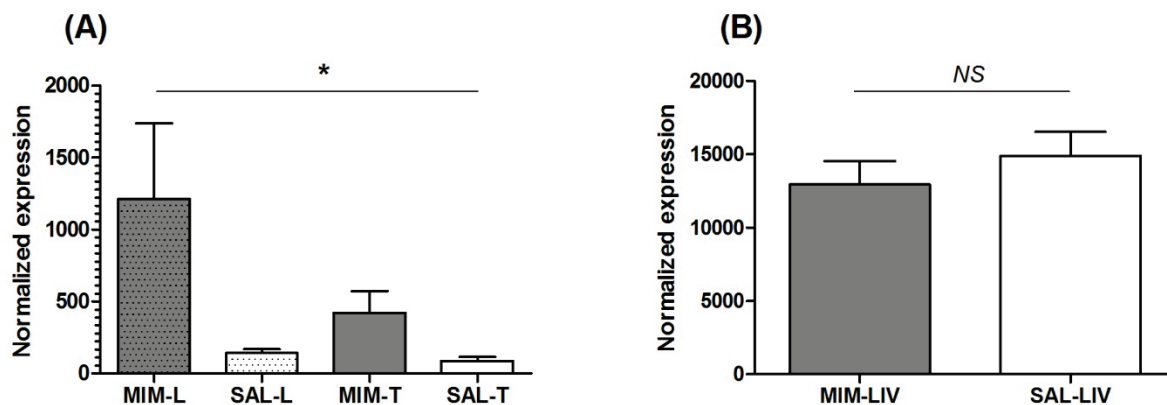 (A)
*
Normalized expression
2000
1500
1000
500
0
MIM-L SAL-L MIM-T SAL-T
(B)
NS
Normalized expression
20000
15000
10000
5000
0
MIM-LIV SAL-LIV